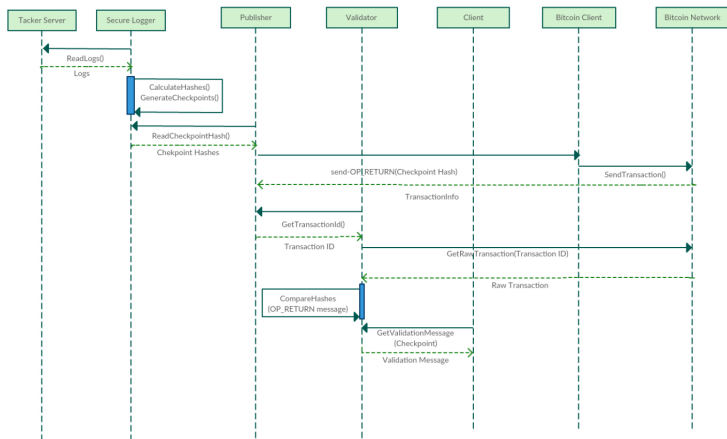 Tacker Server
Secure Logger
Publisher
Validator
Client
Bitcoin Client
Bitcoin Network
ReadLogs()
Logs
CalculateHashes()
GenerateCheckpoints()
ReadCheckpointHash()
Chekpoint Hashes
send-OP_RETURN(Checkpoint Hash)
SendTransaction()
TransactionInfo
GetTransactionId()
Transaction ID
GetRawTransaction(Transaction ID)
Raw Transaction
CompareHashes
(OP_RETURN message)
GetValidationMessage
(Checkpoint)
Validation Message